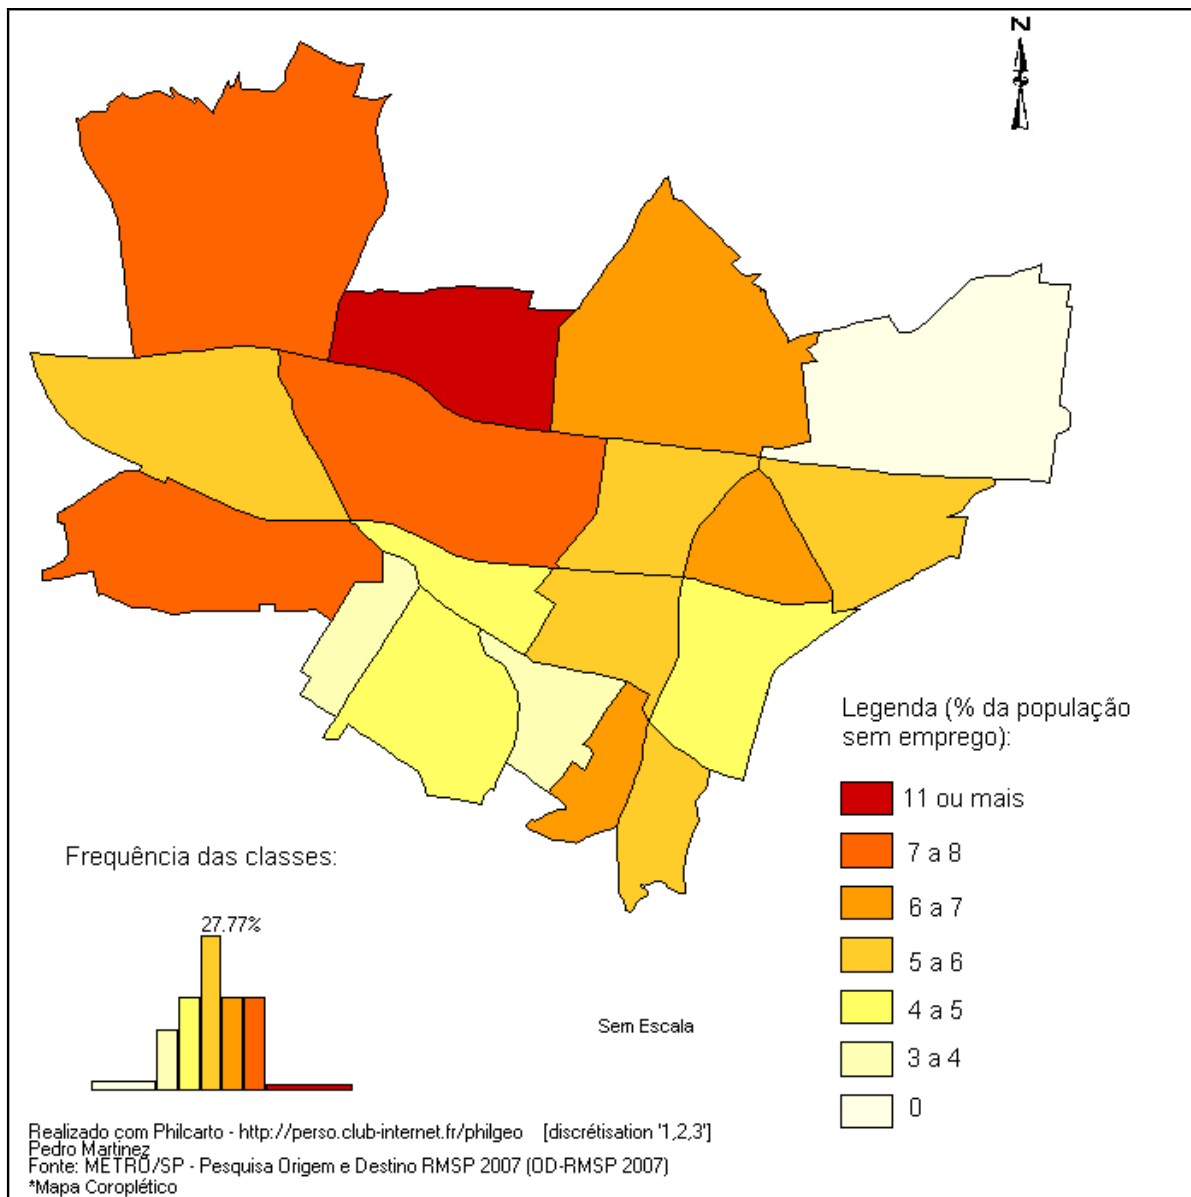 N
Legenda (% da população
sem emprego):
11 ou mais
7 a 8
6 a 7
5 a 6
4 a 5
3 a 4
0
Frequência das classes:
27.77%
Sem Escala
Realizado com Philcarto - http://perso.club-internet.fr/philgeo [discrétisation '1,2,3']
Pedro Martinez
Fonte: METRO/SP - Pesquisa Origem e Destino RMSP 2007 (OD-RMSP 2007)
*Mapa Coroplético